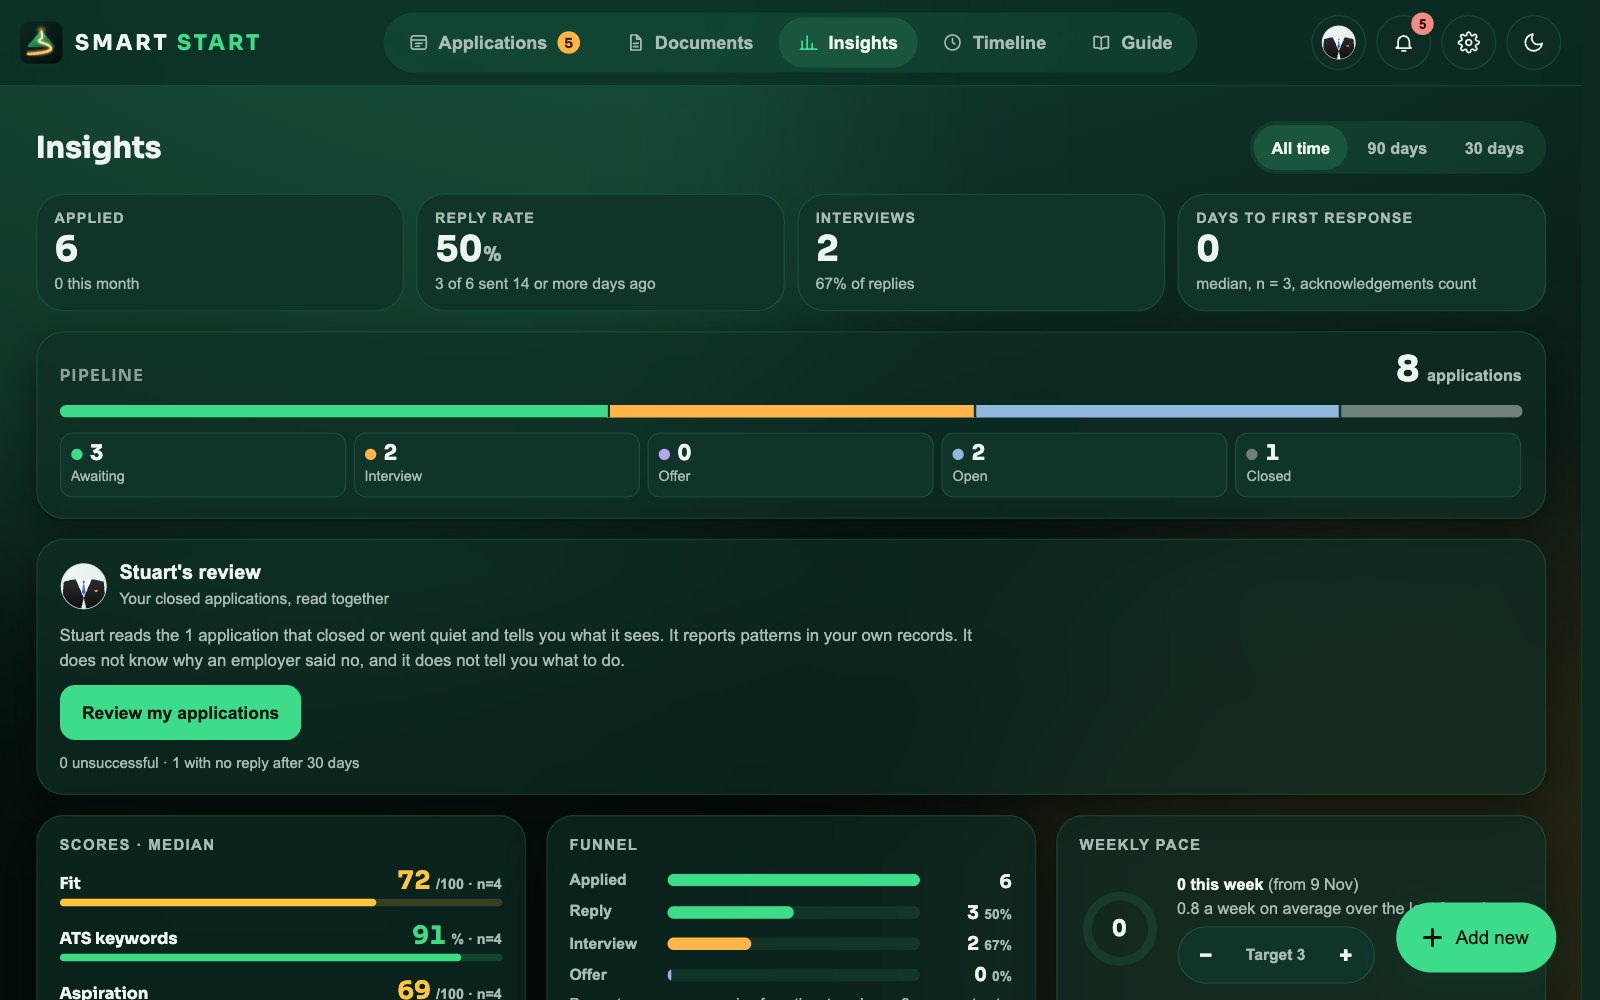 SMART START
Applications 5
Documents
Insights
Timeline
Guide
5
Insights
All time
90 days
30 days
APPLIED
6
0 this month
REPLY RATE
50%
3 of 6 sent 14 or more days ago
INTERVIEWS
2
67% of replies
DAYS TO FIRST RESPONSE
0
median, n = 3, acknowledgements count
PIPELINE
8 applications
3
Awaiting
2
Interview
0
Offer
2
Open
1
Closed
Stuart's review
Your closed applications, read together
Stuart reads the 1 application that closed or went quiet and tells you what it sees. It reports patterns in your own records. It
does not know why an employer said no, and it does not tell you what to do.
Review my applications
0 unsuccessful · 1 with no reply after 30 days
SCORES · MEDIAN
Fit 72 /100 · n=4
ATS keywords 91 % · n=4
Aspiration 69 /100 · n=4
FUNNEL
Applied 6
Reply 3 50%
Interview 2 67%
Offer 0 0%
WEEKLY PACE
0
0 this week (from 9 Nov)
0.8 a week on average over the
− Target 3 +
+ Add new